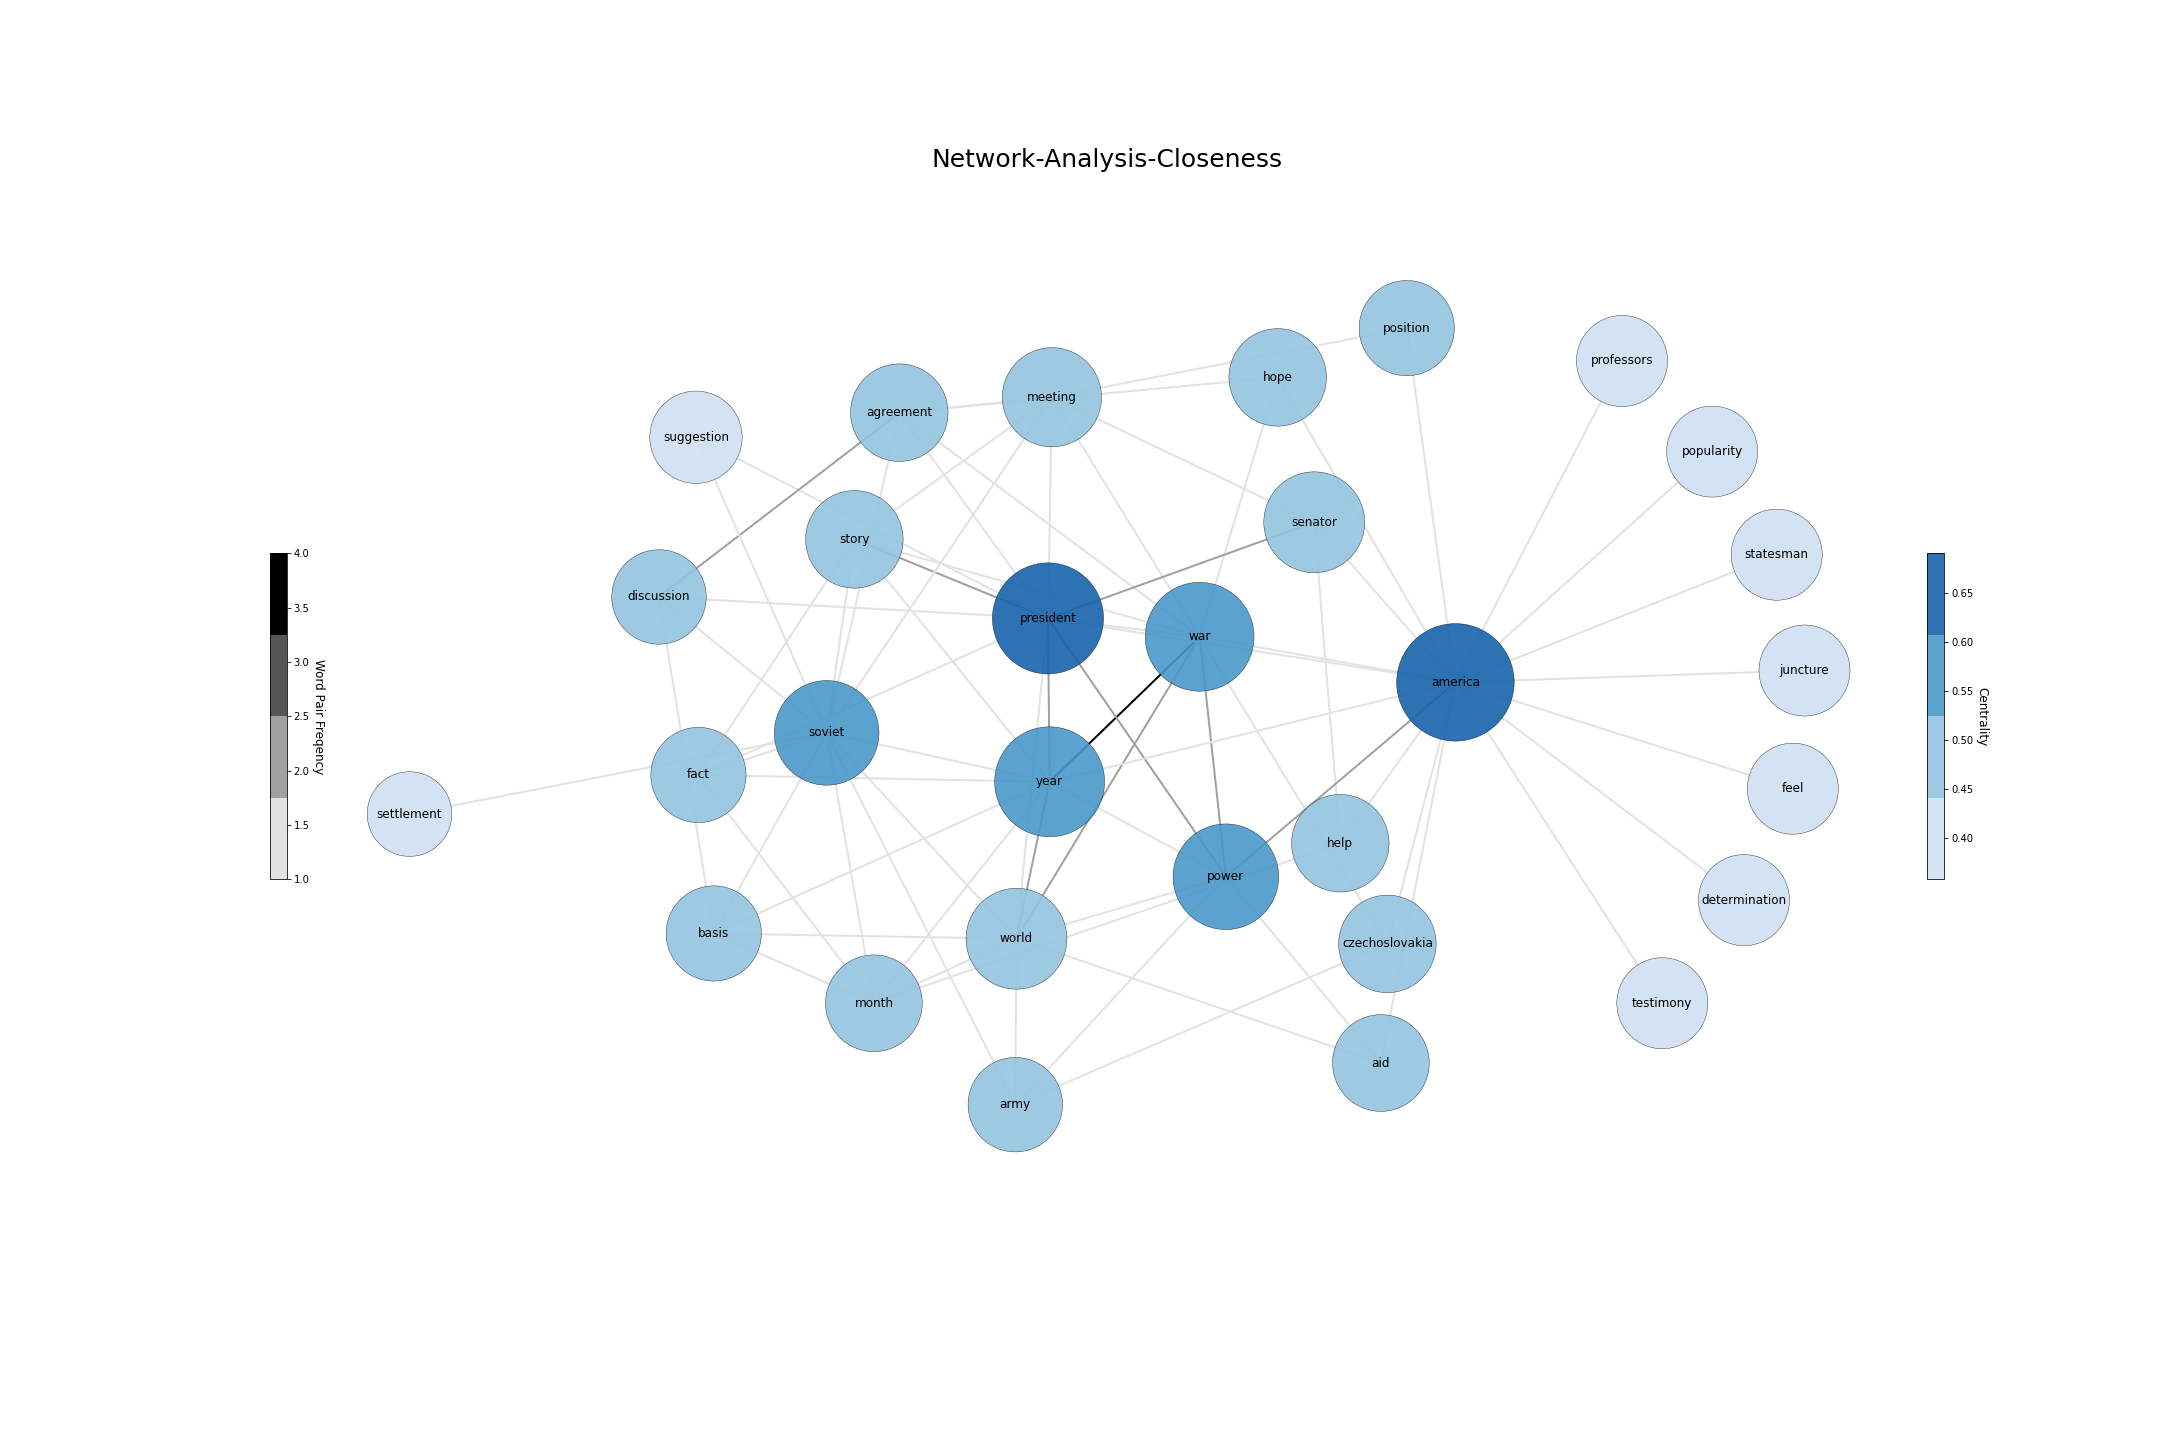 Network-Analysis-Closeness
position
professors
hope
meeting
agreement
suggestion
popularity
senator
story
statesman
discussion
president
war
juncture
america
soviet
fact
year
feel
settlement
help
power
determination
basis
world
czechoslovakia
month
testimony
aid
army
4.0
3.5
3.0
2.5
2.0
1.5
1.0
Word Pair Freqency
0.65
0.60
0.55
0.50
0.45
0.40
Centrality